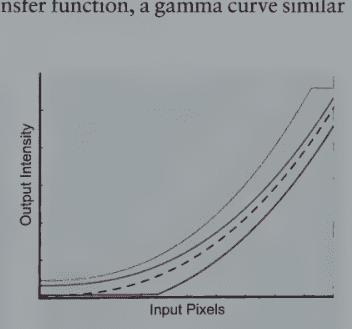 nsfer function, a gamma curve similar
Output Intensity
Input Pixels